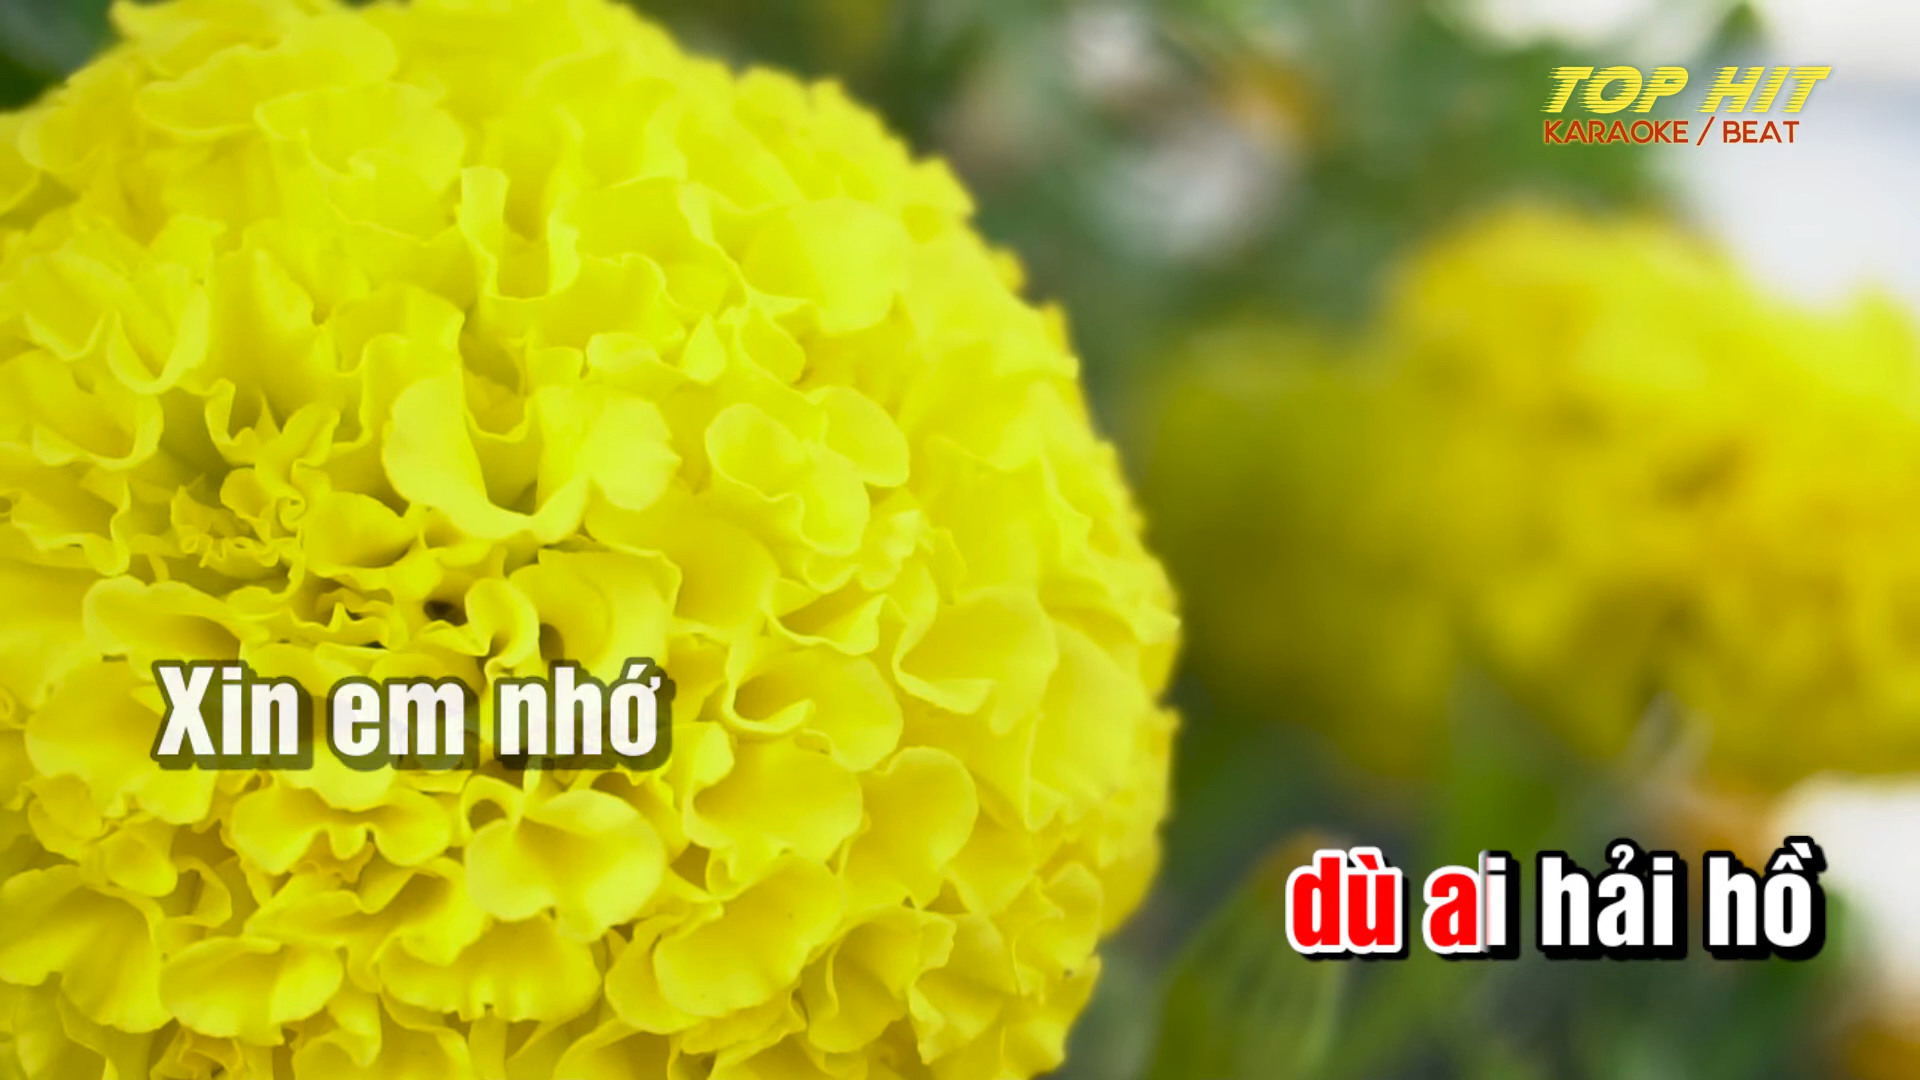 TOP HIT
KARAOKE / BEAT
Xin em nhớ
dù ai hải hồ